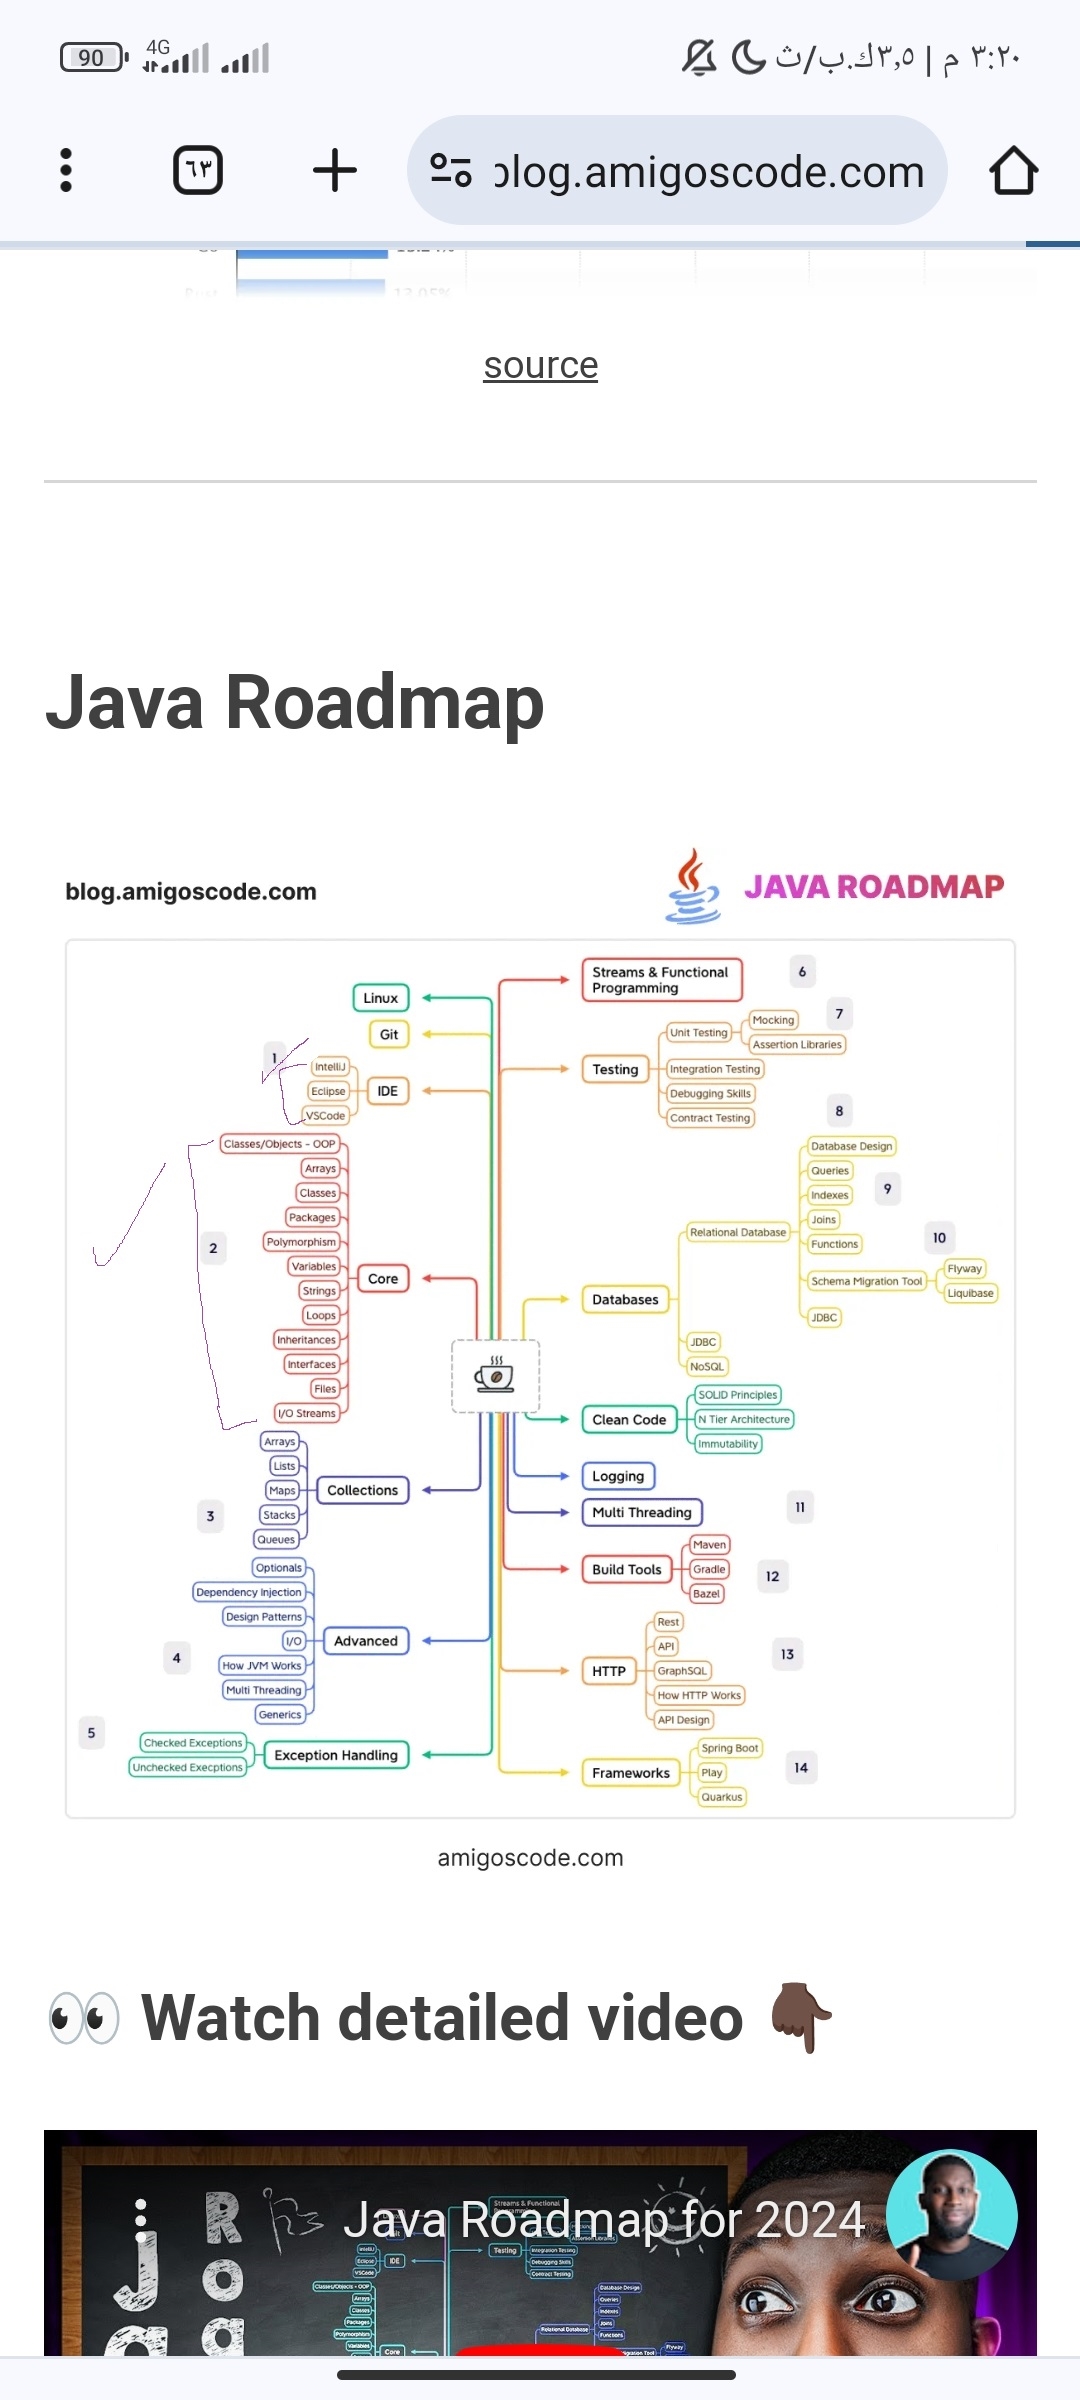 90
4G
٣:٢٠ م | ٣,٥ك.ب/ث
٦٣
blog.amigoscode.com
13.05%
source
Java Roadmap
blog.amigoscode.com
JAVA ROADMAP
Linux
Git
1
IntelliJ
Eclipse
VSCode
IDE
Classes/Objects - OOP
Arrays
Classes
Packages
Polymorphism
Variables
Strings
Loops
Inheritances
Interfaces
Files
I/O Streams
2
Core
Arrays
Lists
Maps
Stacks
Queues
3
Collections
Optionals
Dependency Injection
Design Patterns
I/O
How JVM Works
Multi Threading
Generics
4
Advanced
5
Checked Exceptions
Unchecked Execptions
Exception Handling
Streams & Functional
Programming
6
7
Testing
Unit Testing
Mocking
Assertion Libraries
Integration Testing
Debugging Skills
Contract Testing
8
Databases
Relational Database
Database Design
Queries
Indexes
Joins
Functions
9
10
Schema Migration Tool
Flyway
Liquibase
JDBC
JDBC
NoSQL
Clean Code
SOLID Principles
N Tier Architecture
Immutability
Logging
Multi Threading
11
Build Tools
Maven
Gradle
Bazel
12
HTTP
Rest
API
GraphSQL
How HTTP Works
API Design
13
Frameworks
Spring Boot
Play
Quarkus
14
amigoscode.com
👀 Watch detailed video 👇🏿
Java Roadmap for 2024